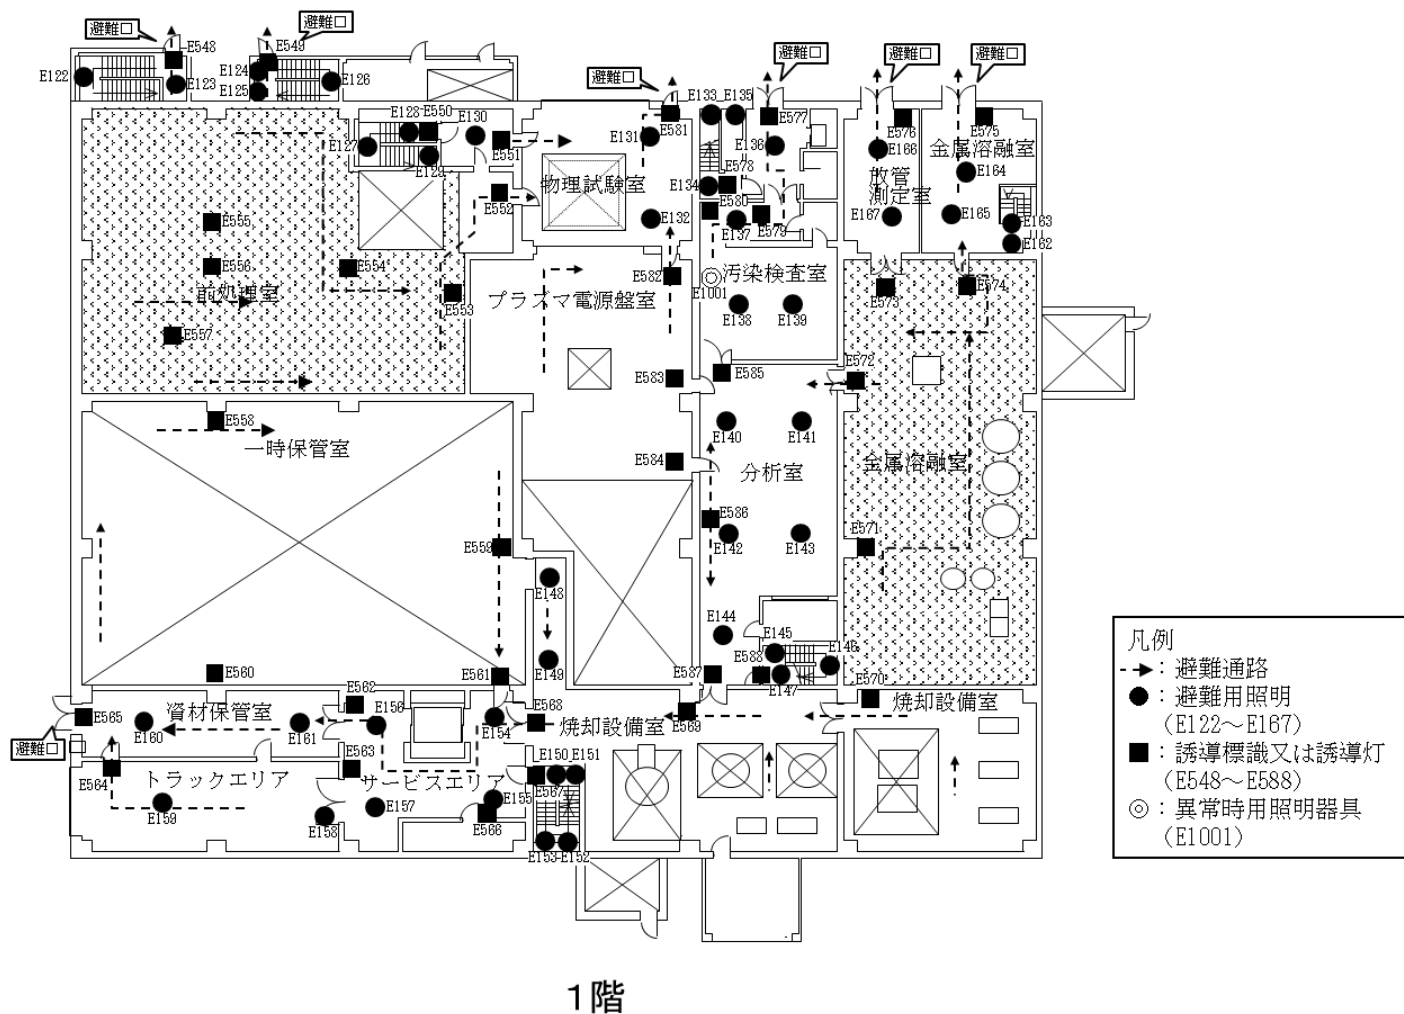 避難口
避難口
E548
E549
E122
E123
E124
E125
E126
避難口
避難口
避難口
避難口
E127
E128
E550
E129
E130
E551
E131
E581
E133
E135
E577
E136
E576
E166
E575
金属溶融室
E164
E578
E134
放管
測定室
E552
物理試験室
E580
E132
E137
E579
E167
E165
E163
E162
E555
E556
E554
前処理室
E553
E557
E582
プラズマ電源盤室
汚染検査室
E1001
E138
E139
E573
E574
E583
E585
E572
E558
一時保管室
E140
E141
E584
分析室
金属溶融室
E559
E586
E142
E143
E571
E148
E149
E144
E145
E146
E560
E561
E587
E588
E147
E570
E565
資材保管室
E562
E156
E154
E568
焼却設備室
E569
焼却設備室
E160
E161
避難口
E563
E564
トラックエリア
サービスエリア
E150
E151
E567
E155
E157
E159
E158
E566
E153
E152
凡例
：避難通路
：避難用照明
(E122～E167)
：誘導標識又は誘導灯
(E548～E588)
：異常時用照明器具
(E1001)
1階